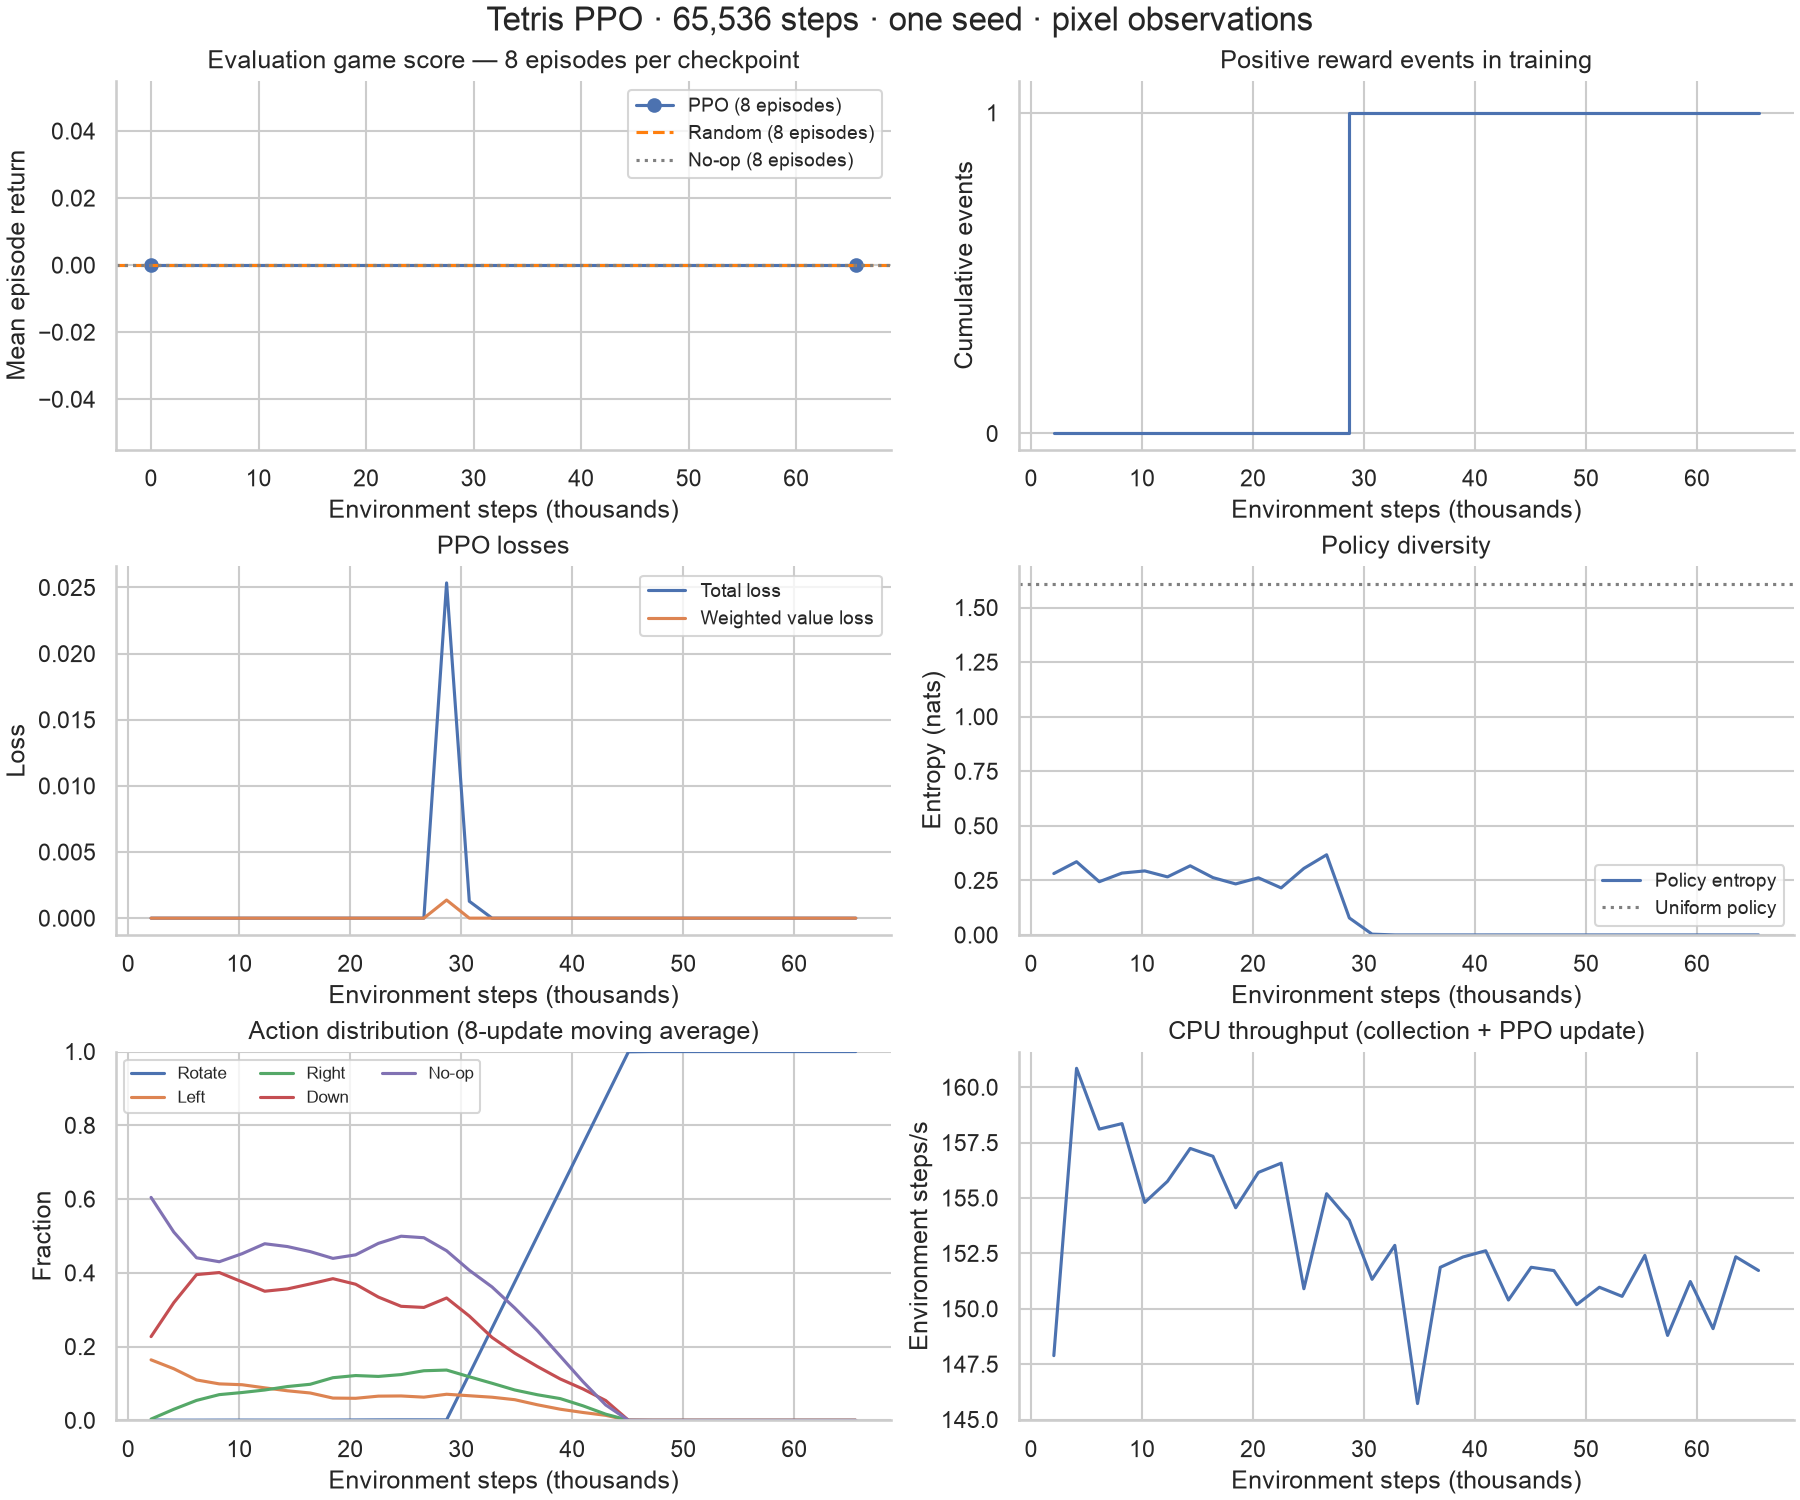 Tetris PPO · 65,536 steps · one seed · pixel observations
Evaluation game score — 8 episodes per checkpoint
Mean episode return
0.04
0.02
0.00
−0.02
−0.04
PPO (8 episodes)
Random (8 episodes)
No-op (8 episodes)
0 10 20 30 40 50 60
Environment steps (thousands)
Positive reward events in training
Cumulative events
1
0
0 10 20 30 40 50 60
Environment steps (thousands)
PPO losses
Loss
0.025
0.020
0.015
0.010
0.005
0.000
Total loss
Weighted value loss
0 10 20 30 40 50 60
Environment steps (thousands)
Policy diversity
Entropy (nats)
1.50
1.25
1.00
0.75
0.50
0.25
0.00
Policy entropy
Uniform policy
0 10 20 30 40 50 60
Environment steps (thousands)
Action distribution (8-update moving average)
Fraction
1.0
0.8
0.6
0.4
0.2
0.0
Rotate Right No-op
Left Down
0 10 20 30 40 50 60
Environment steps (thousands)
CPU throughput (collection + PPO update)
Environment steps/s
160.0
157.5
155.0
152.5
150.0
147.5
145.0
0 10 20 30 40 50 60
Environment steps (thousands)